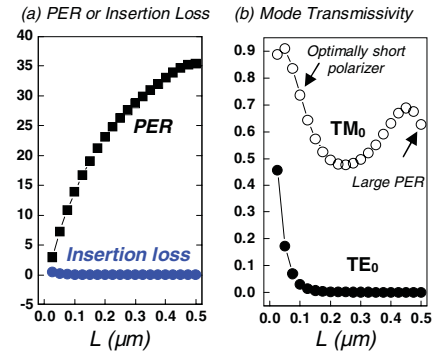 (a) PER or Insertion Loss
40
35
30
25
20
15
10
5
0
-5
PER
Insertion loss
0.0 0.1 0.2 0.3 0.4 0.5
L (µm)
(b) Mode Transmissivity
0.9
0.8
0.7
0.6
0.5
0.4
0.3
0.2
0.1
0.0
Optimally short
polarizer
TM0
Large PER
TE0
0.0 0.1 0.2 0.3 0.4 0.5
L (µm)